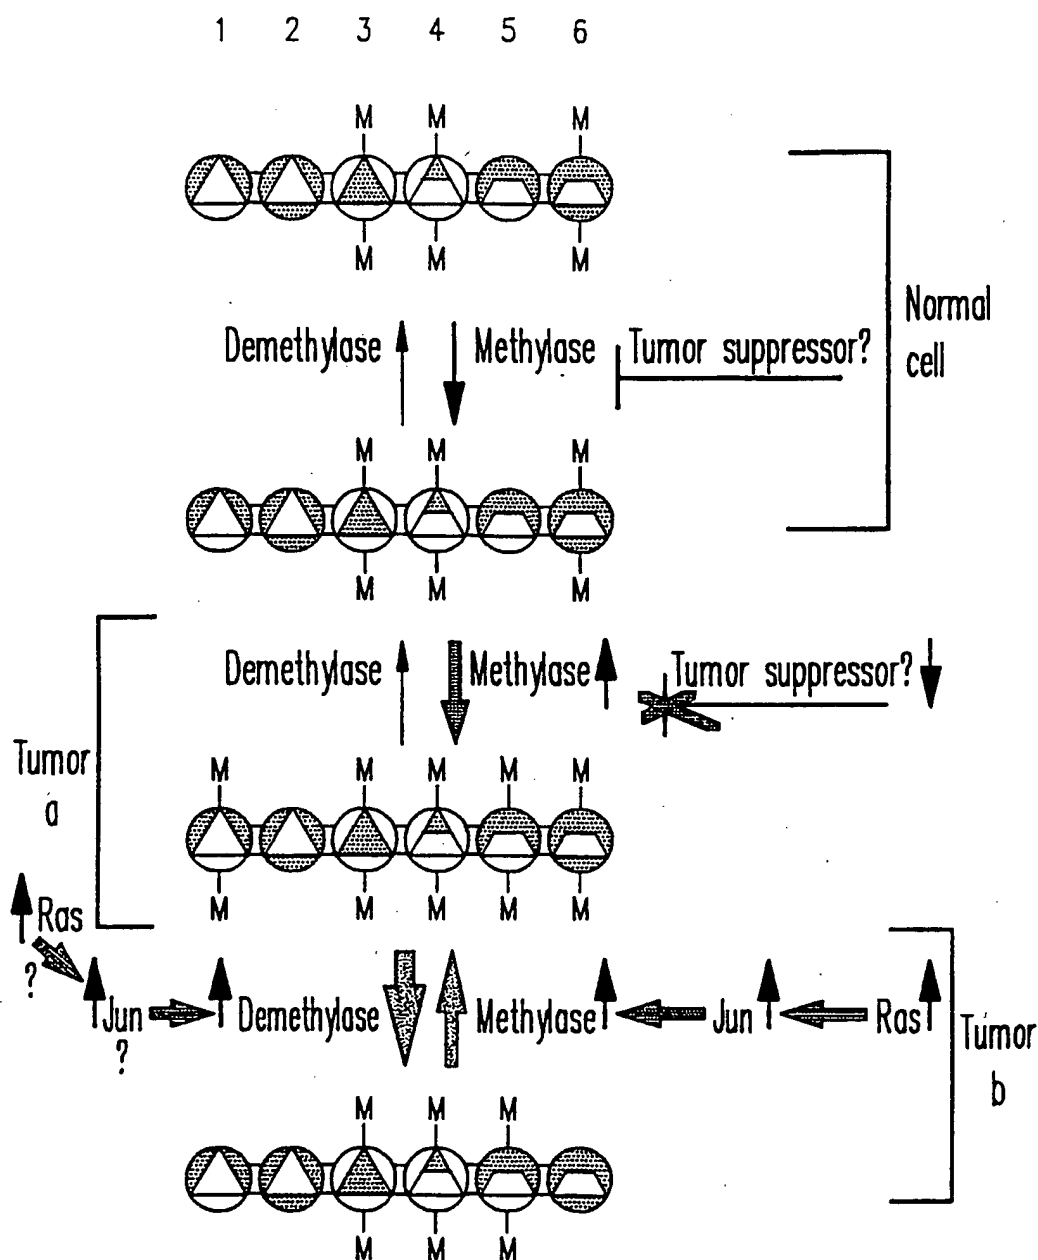 1 2 3 4 5 6
M M M
M M M
Demethylase Methylase Tumor suppressor?
Normal
cell
M M M
M M M
Demethylase Methylase Tumor suppressor?
Tumor
a
M M M M M
M M M M M
Ras
?
Jun
?
Demethylase Methylase Jun Ras
Tumor
b
M M M
M M M